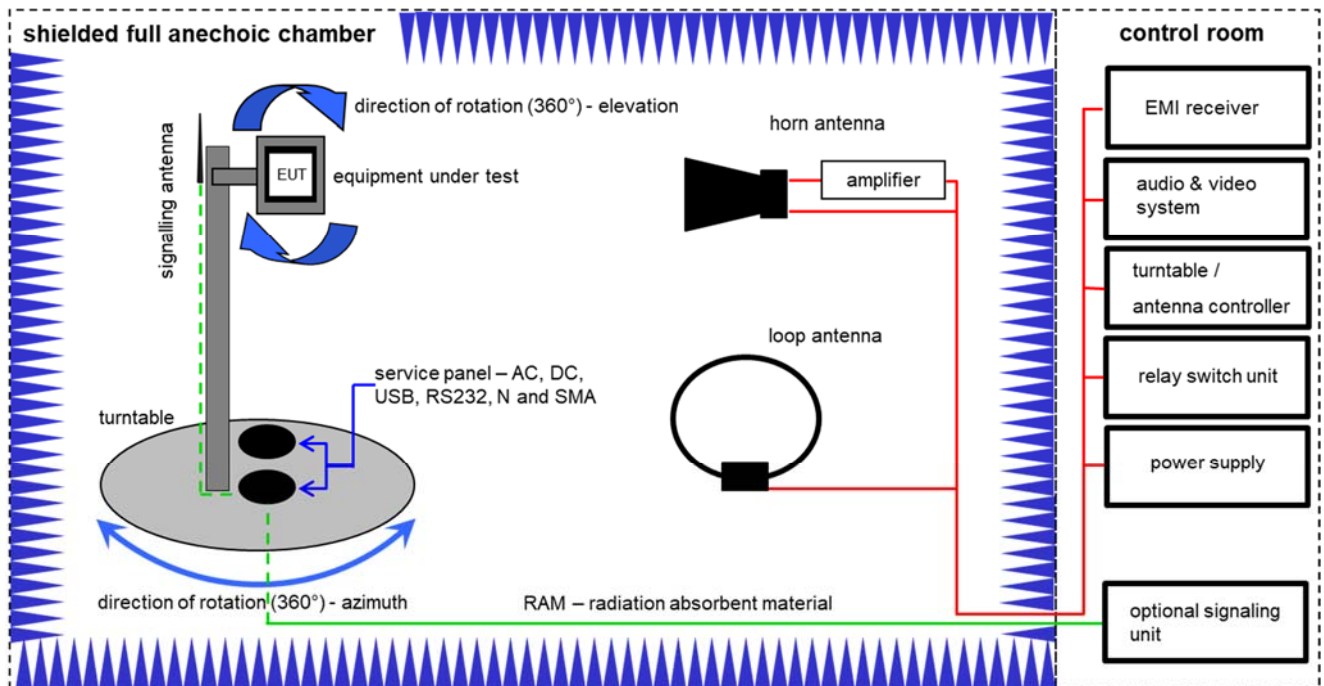 shielded full anechoic chamber
control room
direction of rotation (360°) - elevation
signalling antenna
EUT
equipment under test
horn antenna
amplifier
loop antenna
service panel – AC, DC,
USB, RS232, N and SMA
turntable
direction of rotation (360°) - azimuth
RAM – radiation absorbent material
EMI receiver
audio & video
system
turntable /
antenna controller
relay switch unit
power supply
optional signaling
unit